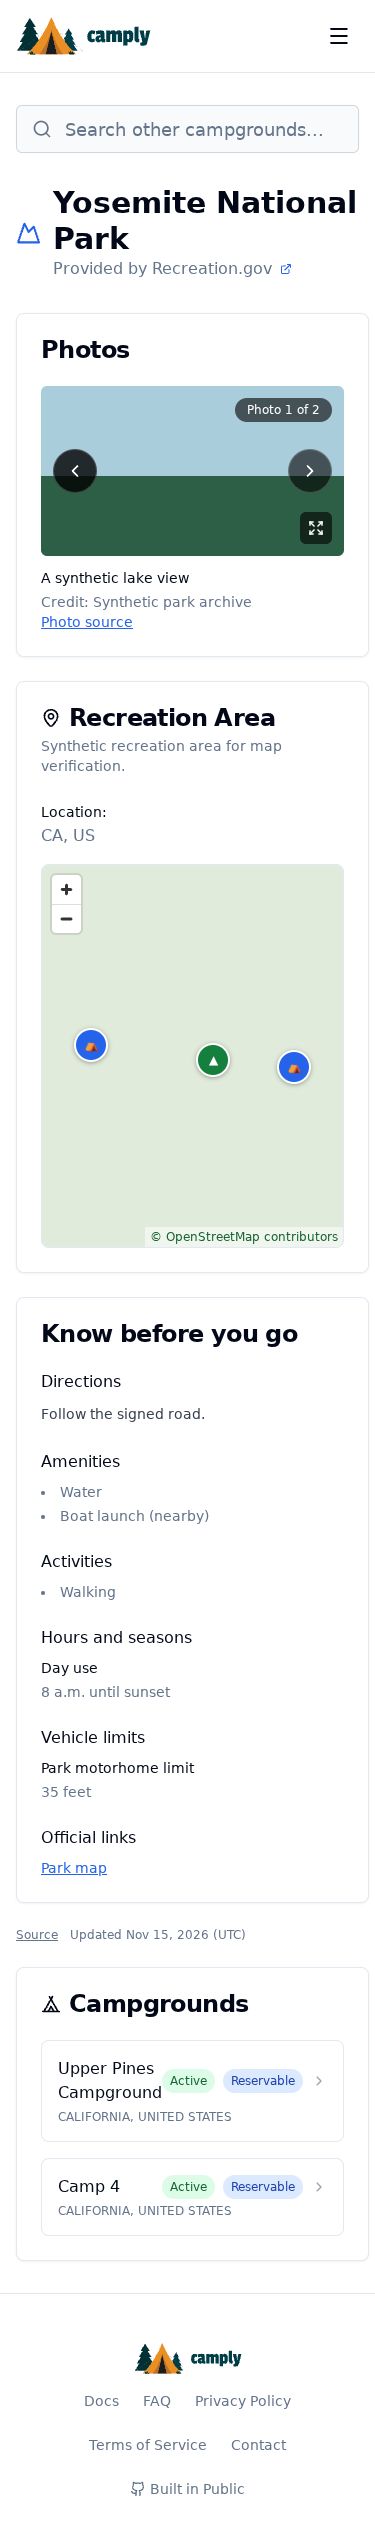 camply
Search other campgrounds...
Yosemite National
Park
Provided by Recreation.gov
Photos
Photo 1 of 2
A synthetic lake view
Credit: Synthetic park archive
Photo source
Recreation Area
Synthetic recreation area for map
verification.
Location:
CA, US
+
−
© OpenStreetMap contributors
Know before you go
Directions
Follow the signed road.
Amenities
• Water
• Boat launch (nearby)
Activities
• Walking
Hours and seasons
Day use
8 a.m. until sunset
Vehicle limits
Park motorhome limit
35 feet
Official links
Park map
Source Updated Nov 15, 2026 (UTC)
Campgrounds
Upper Pines
Campground
Active Reservable
CALIFORNIA, UNITED STATES
Camp 4 Active Reservable
CALIFORNIA, UNITED STATES
camply
Docs FAQ Privacy Policy
Terms of Service Contact
Built in Public